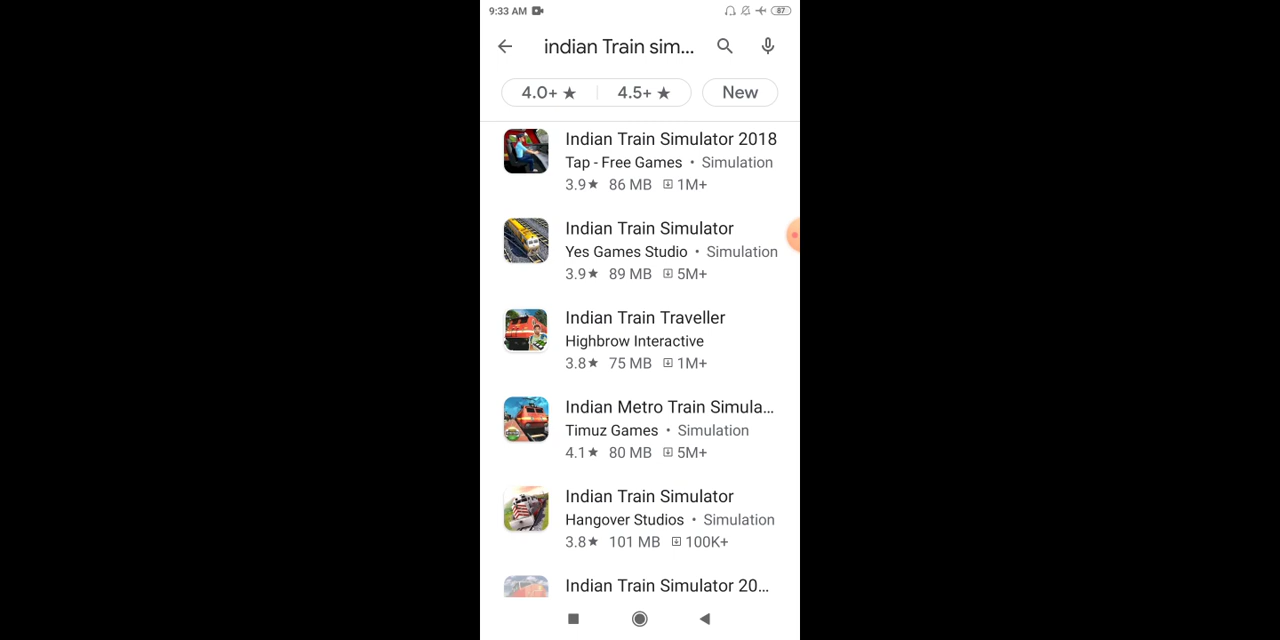 9:33 AM 87
indian Train sim...
4.0+ ★ 4.5+ ★ New
Indian Train Simulator 2018
Tap - Free Games • Simulation
3.9★ 86 MB 1M+
Indian Train Simulator
Yes Games Studio • Simulation
3.9★ 89 MB 5M+
Indian Train Traveller
Highbrow Interactive
3.8★ 75 MB 1M+
Indian Metro Train Simula...
Timuz Games • Simulation
4.1★ 80 MB 5M+
Indian Train Simulator
Hangover Studios • Simulation
3.8★ 101 MB 100K+
Indian Train Simulator 20...